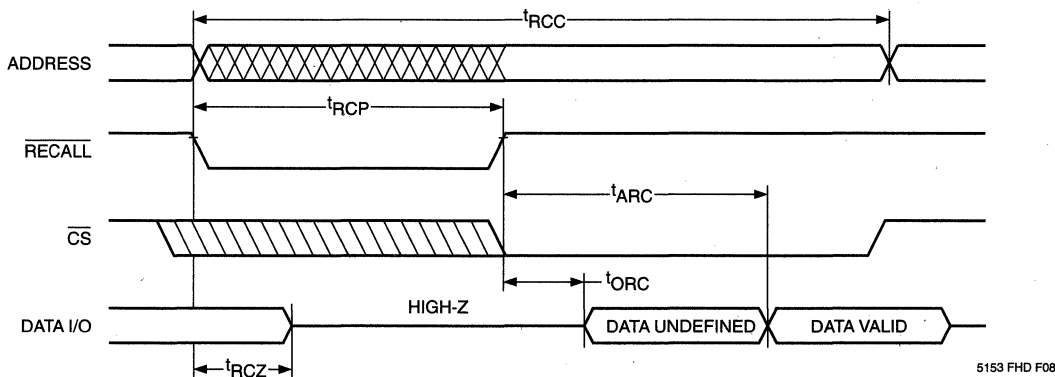 tRCC
ADDRESS
tRCP
RECALL
tARC
CS
tORC
HIGH-Z
DATA I/O
DATA UNDEFINED
DATA VALID
tRCZ
5153 FHD F08